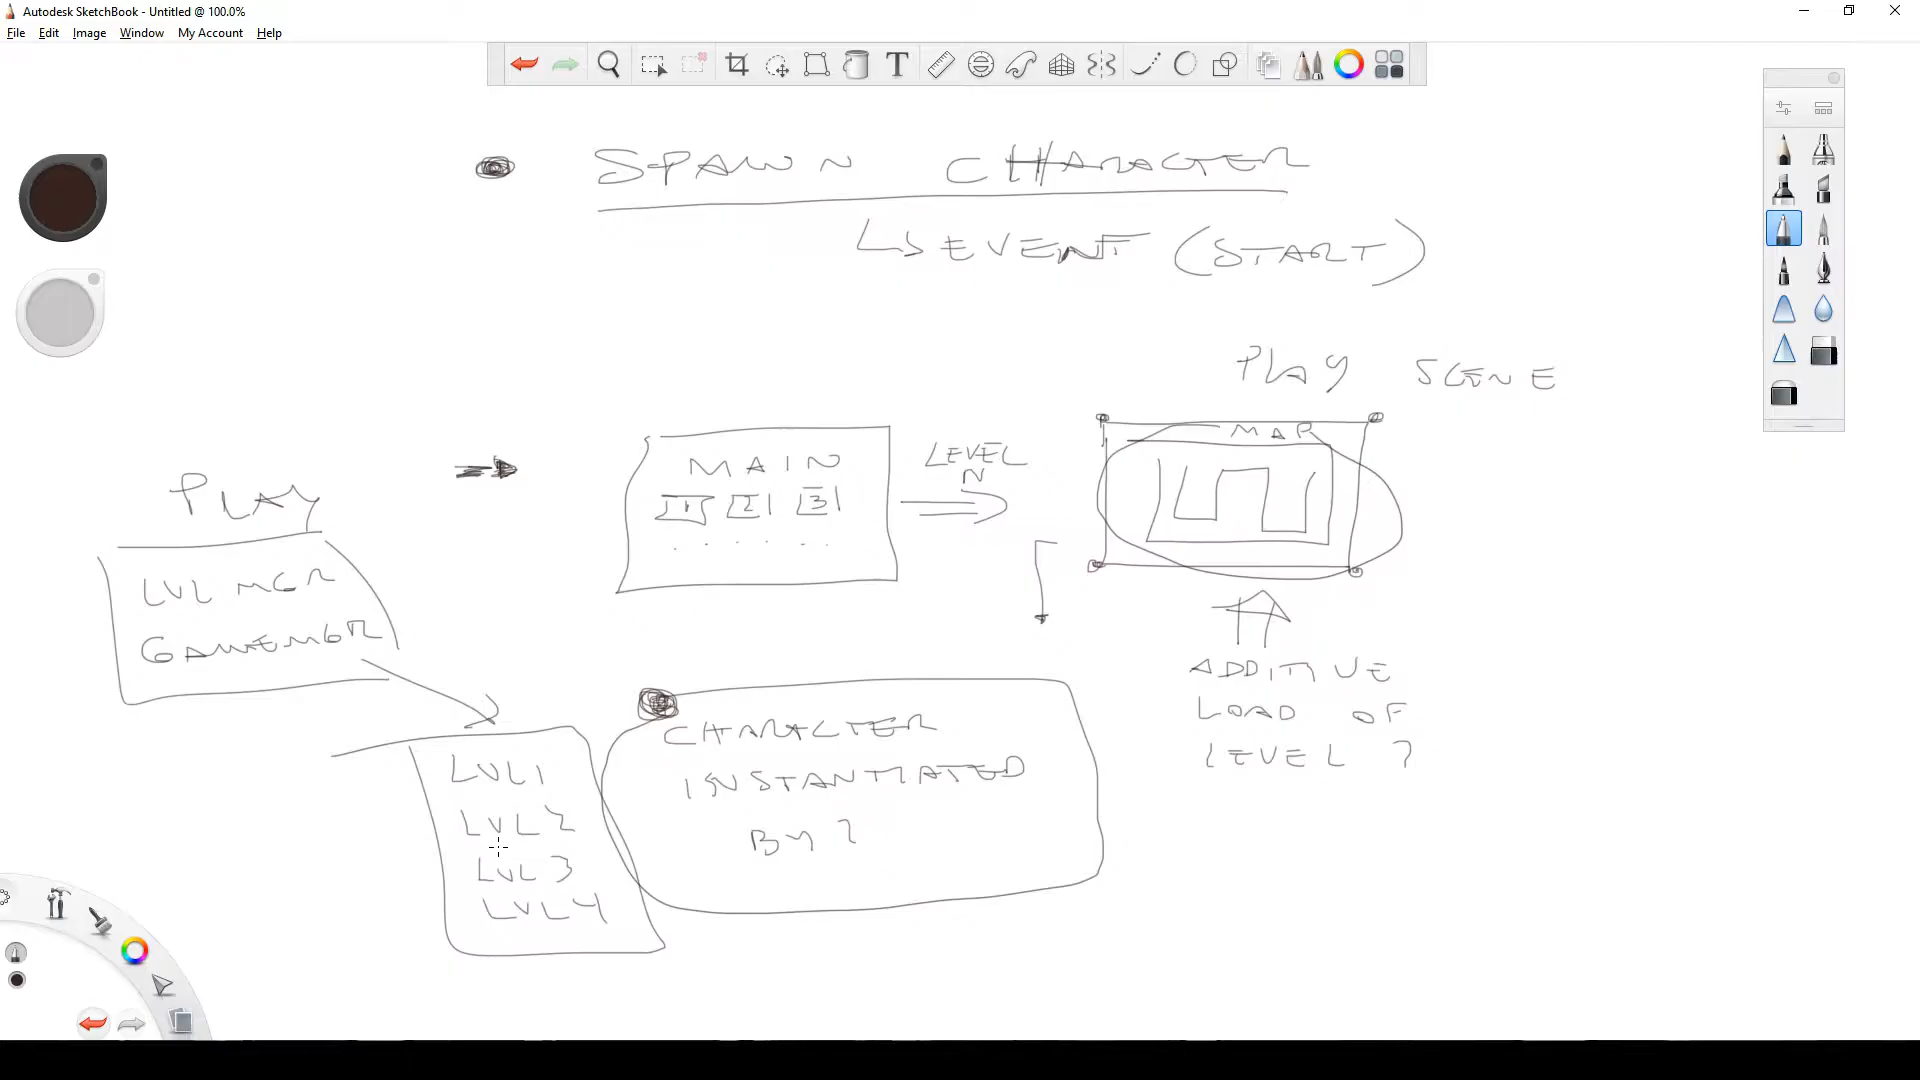 Autodesk SketchBook - Untitled @ 100.0%
File Edit Image Window My Account Help
SPAWN CHARACTER
EVENT (START)
PLAY SCENE
MAIN
1 2 3
LEVEL
N
MAP
PLAY
LVL MGR
GAMEMGR
ADDITIVE
LOAD OF
LEVEL ?
CHARACTER
INSTANTIATED
BY ?
LVL1
LVL2
LVL3
LVL4